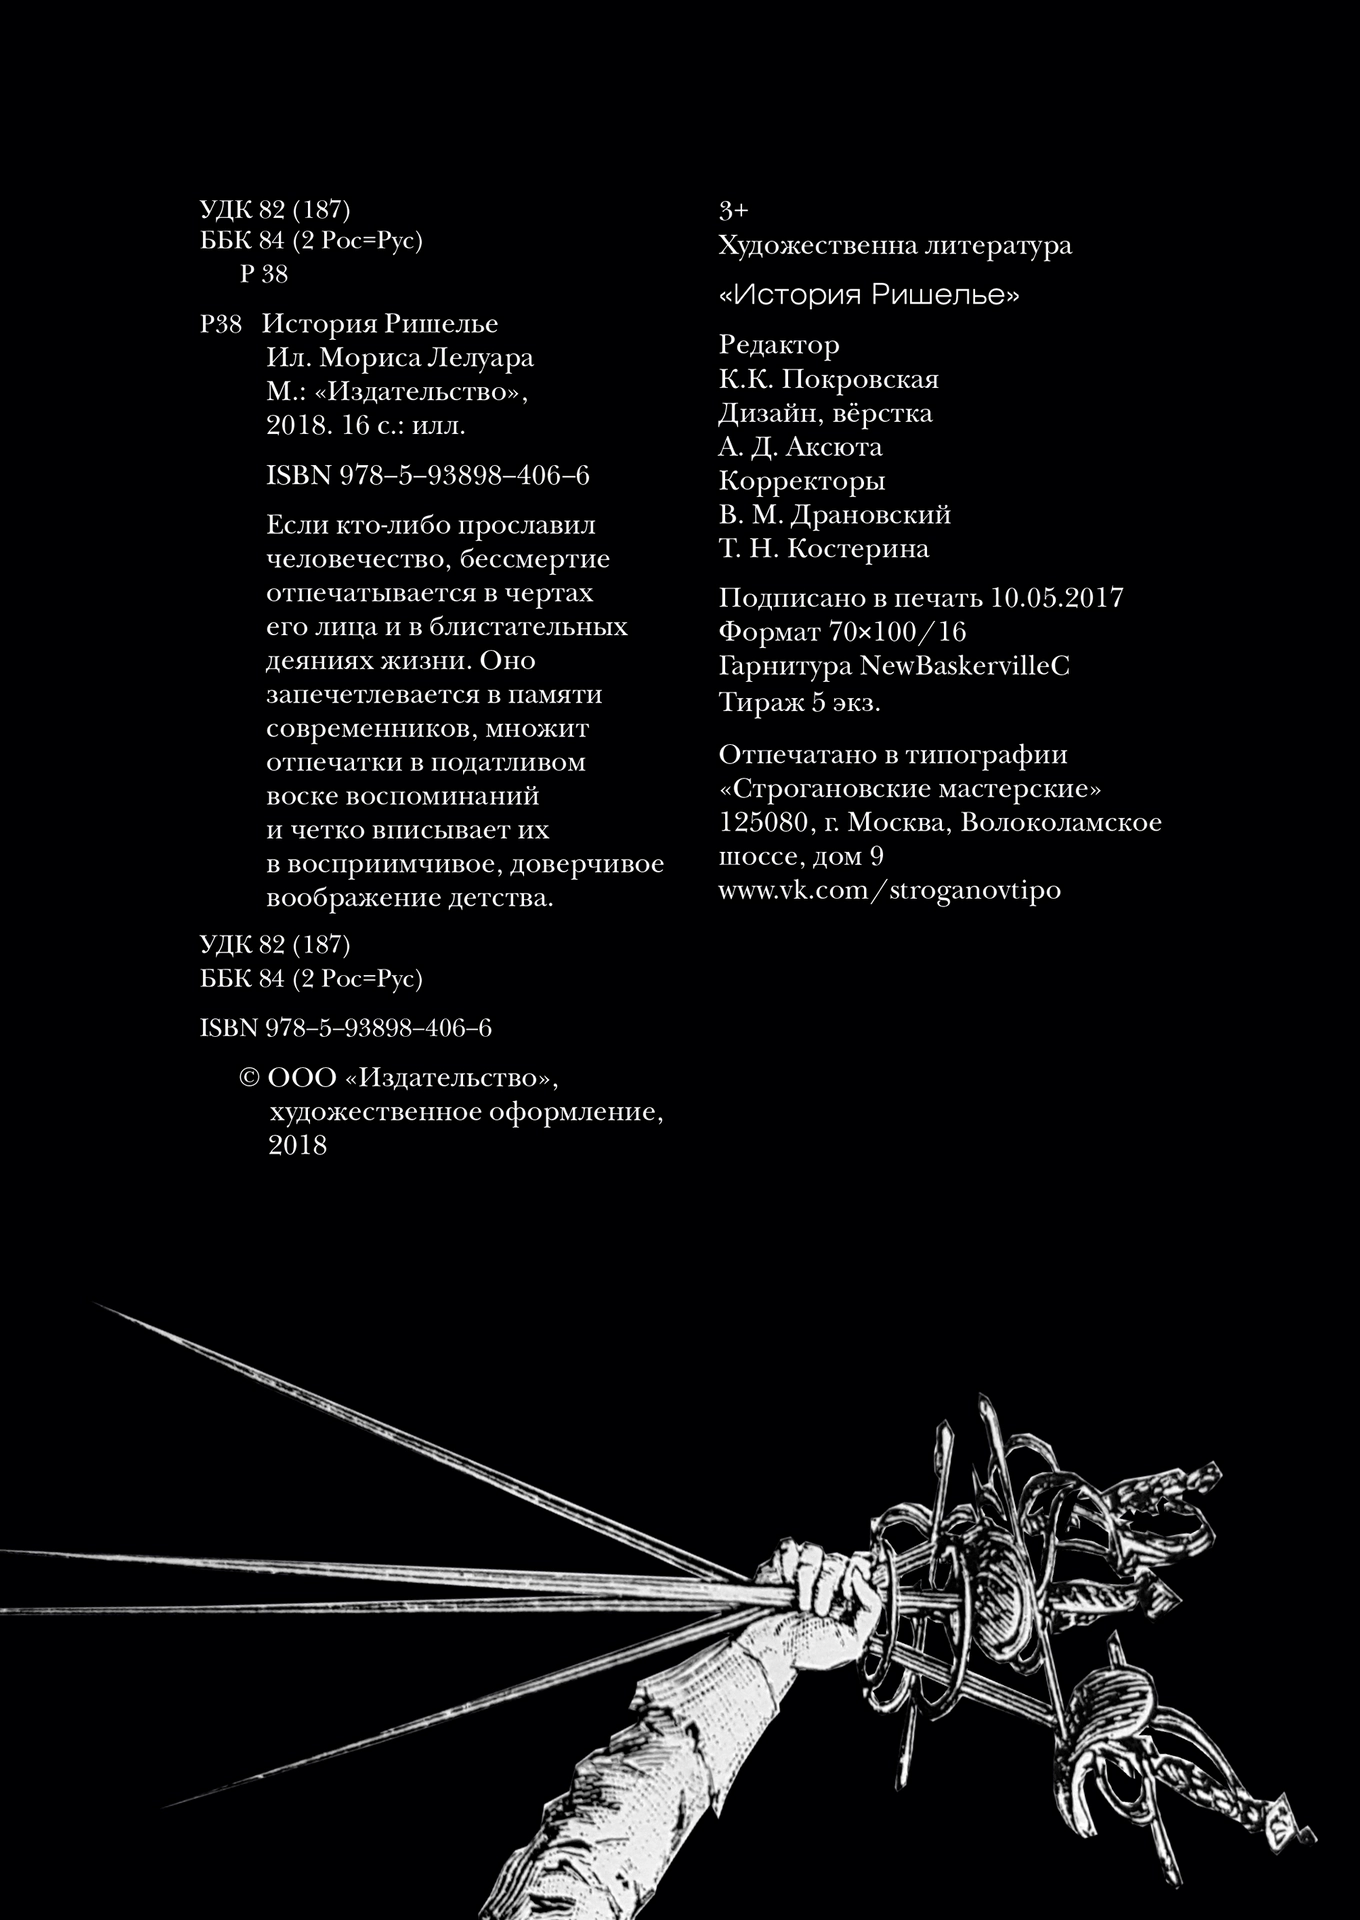 УДК 82 (187)
ББК 84 (2 Рос=Рус)
Р 38
Р38 История Ришелье
Ил. Мориса Лелуара
М.: «Издательство»,
2018. 16 с.: илл.
ISBN 978–5–93898–406–6
Если кто-либо прославил
человечество, бессмертие
отпечатывается в чертах
его лица и в блистательных
деяниях жизни. Оно
запечетлевается в памяти
современников, множит
отпечатки в податливом
воске воспоминаний
и четко вписывает их
в восприимчивое, доверчивое
воображение детства.
УДК 82 (187)
ББК 84 (2 Рос=Рус)
ISBN 978–5–93898–406–6
© ООО «Издательство»,
художественное оформление,
2018
3+
Художественна литература
«История Ришелье»
Редактор
К.К. Покровская
Дизайн, вёрстка
А. Д. Аксюта
Корректоры
В. М. Драновский
Т. Н. Костерина
Подписано в печать 10.05.2017
Формат 70×100/16
Гарнитура NewBaskervilleC
Тираж 5 экз.
Отпечатано в типографии
«Строгановские мастерские»
125080, г. Москва, Волоколамское
шоссе, дом 9
www.vk.com/stroganovtipo